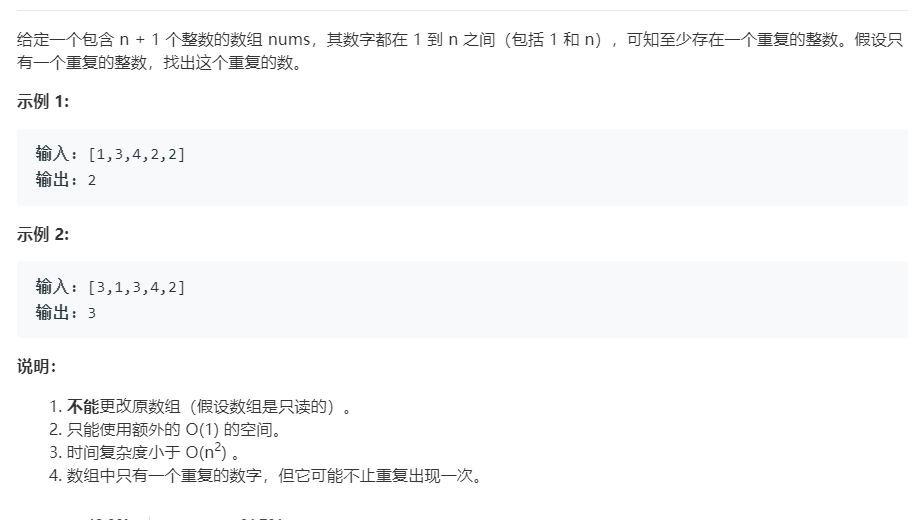 给定一个包含 n + 1 个整数的数组 nums，其数字都在 1 到 n 之间（包括 1 和 n），可知至少存在一个重复的整数。假设只
有一个重复的整数，找出这个重复的数。
示例 1:
输入: [1,3,4,2,2]
输出: 2
示例 2:
输入: [3,1,3,4,2]
输出: 3
说明：
1. 不能更改原数组（假设数组是只读的）。
2. 只能使用额外的 O(1) 的空间。
3. 时间复杂度小于 O(n²) 。
4. 数组中只有一个重复的数字，但它可能不止重复出现一次。